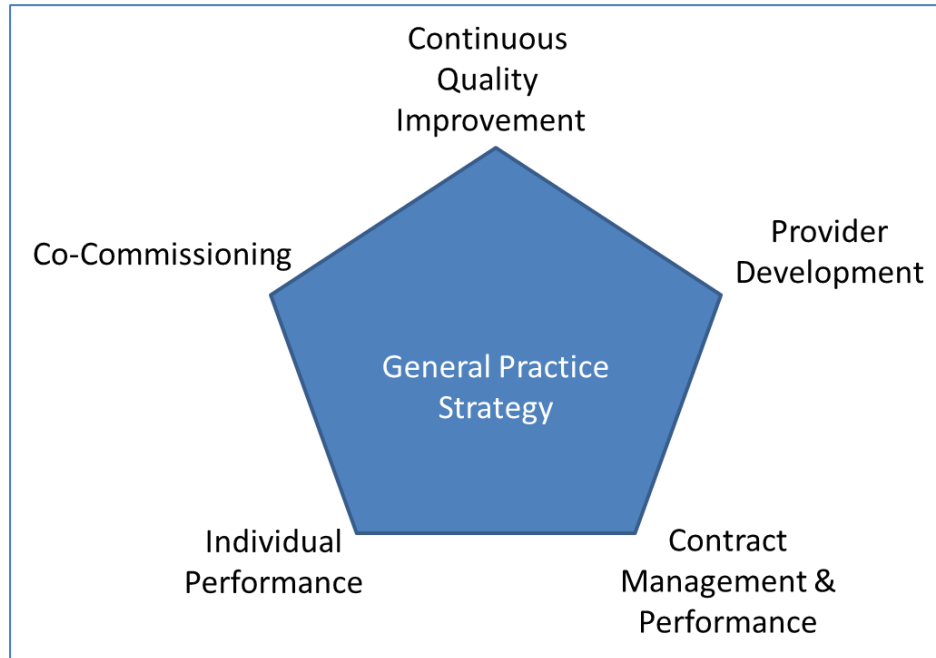 Continuous
Quality
Improvement
Co-Commissioning
Provider
Development
General Practice
Strategy
Individual
Performance
Contract
Management &
Performance